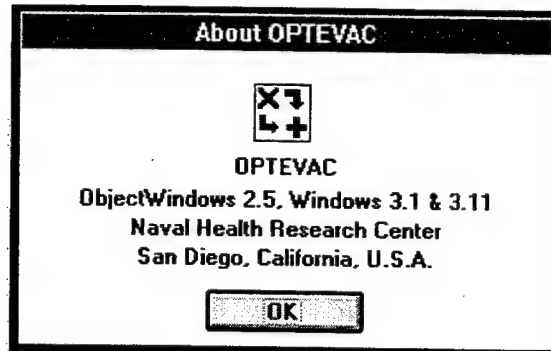 About OPTEVAC
OPTEVAC
ObjectWindows 2.5, Windows 3.1 & 3.11
Naval Health Research Center
San Diego, California, U.S.A.
OK